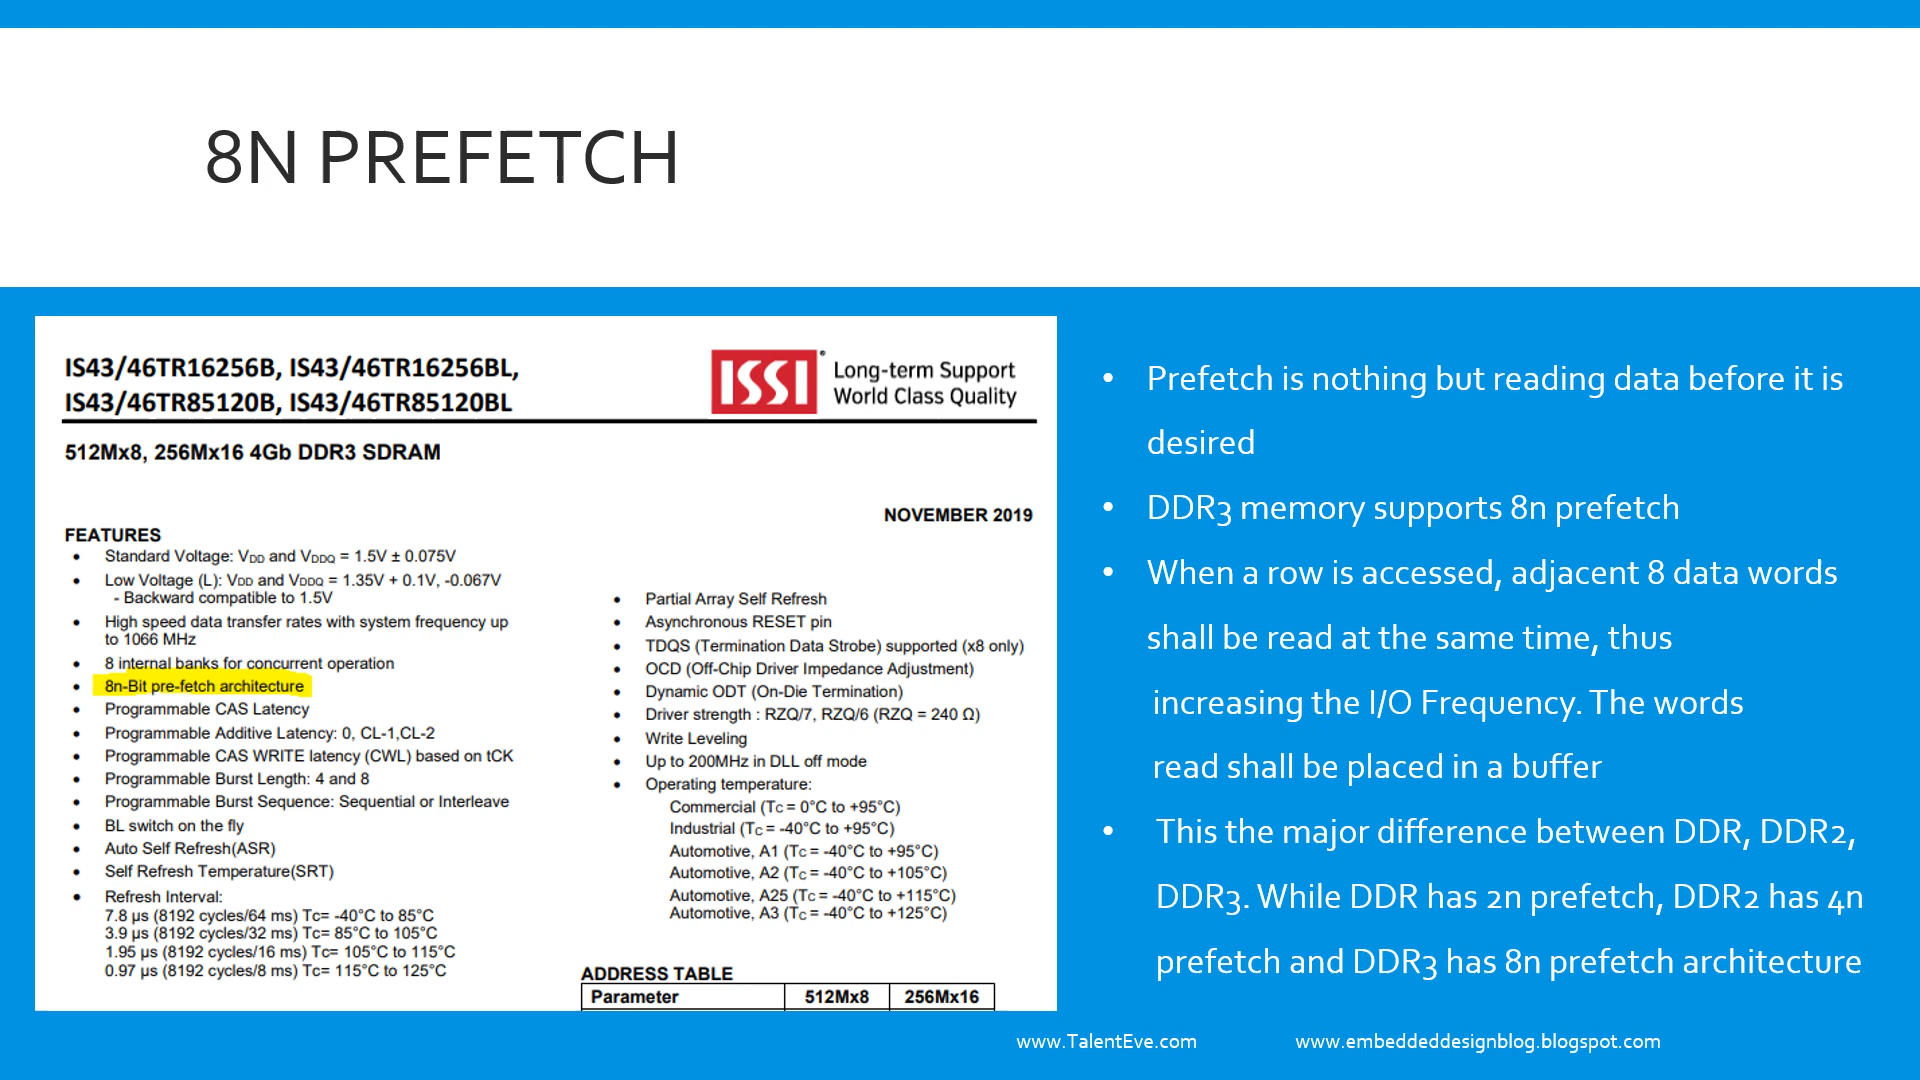 8N PREFETCH
IS43/46TR16256B, IS43/46TR16256BL,
IS43/46TR85120B, IS43/46TR85120BL
ISSI
Long-term Support
World Class Quality
512Mx8, 256Mx16 4Gb DDR3 SDRAM
NOVEMBER 2019
FEATURES
• Standard Voltage: VDD and VDDQ = 1.5V ± 0.075V
• Low Voltage (L): VDD and VDDQ = 1.35V + 0.1V, -0.067V
- Backward compatible to 1.5V
• High speed data transfer rates with system frequency up
to 1066 MHz
• 8 internal banks for concurrent operation
• 8n-Bit pre-fetch architecture
• Programmable CAS Latency
• Programmable Additive Latency: 0, CL-1,CL-2
• Programmable CAS WRITE latency (CWL) based on tCK
• Programmable Burst Length: 4 and 8
• Programmable Burst Sequence: Sequential or Interleave
• BL switch on the fly
• Auto Self Refresh(ASR)
• Self Refresh Temperature(SRT)
• Refresh Interval:
7.8 μs (8192 cycles/64 ms) Tc= -40°C to 85°C
3.9 μs (8192 cycles/32 ms) Tc= 85°C to 105°C
1.95 μs (8192 cycles/16 ms) Tc= 105°C to 115°C
0.97 μs (8192 cycles/8 ms) Tc= 115°C to 125°C
• Partial Array Self Refresh
• Asynchronous RESET pin
• TDQS (Termination Data Strobe) supported (x8 only)
• OCD (Off-Chip Driver Impedance Adjustment)
• Dynamic ODT (On-Die Termination)
• Driver strength : RZQ/7, RZQ/6 (RZQ = 240 Ω)
• Write Leveling
• Up to 200MHz in DLL off mode
• Operating temperature:
Commercial (Tc = 0°C to +95°C)
Industrial (Tc = -40°C to +95°C)
Automotive, A1 (Tc = -40°C to +95°C)
Automotive, A2 (Tc = -40°C to +105°C)
Automotive, A25 (Tc = -40°C to +115°C)
Automotive, A3 (Tc = -40°C to +125°C)
ADDRESS TABLE
Parameter 512Mx8 256Mx16
• Prefetch is nothing but reading data before it is
desired
• DDR3 memory supports 8n prefetch
• When a row is accessed, adjacent 8 data words
shall be read at the same time, thus
increasing the I/O Frequency. The words
read shall be placed in a buffer
• This the major difference between DDR, DDR2,
DDR3. While DDR has 2n prefetch, DDR2 has 4n
prefetch and DDR3 has 8n prefetch architecture
www.TalentEve.com www.embeddeddesignblog.blogspot.com